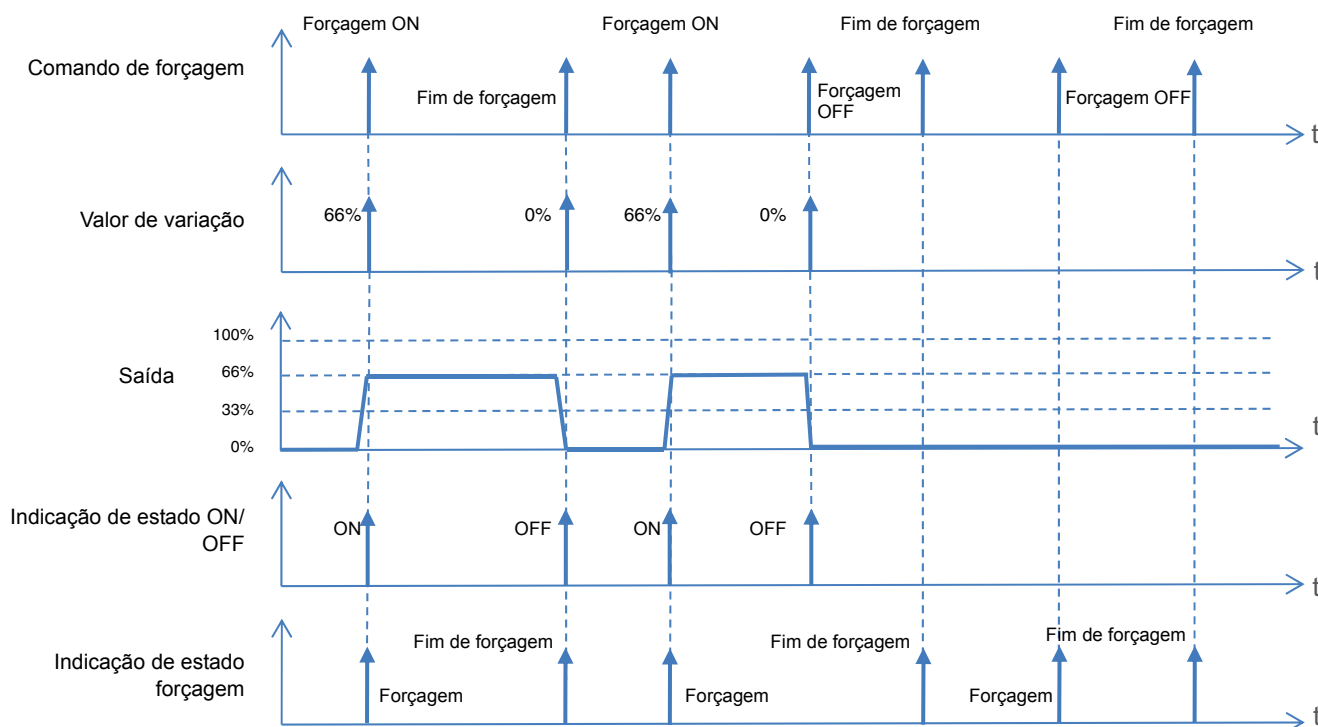 Forçagem ON
Forçagem ON
Fim de forçagem
Fim de forçagem
Comando de forçagem
Fim de forçagem
Forçagem
OFF
Forçagem OFF
t
Valor de variação
66%
0%
66%
0%
t
100%
Saída
66%
33%
t
0%
Indicação de estado ON/
OFF
ON
OFF
ON
OFF
t
Fim de forçagem
Fim de forçagem
Fim de forçagem
Indicação de estado
forçagem
Forçagem
Forçagem
Forçagem
t